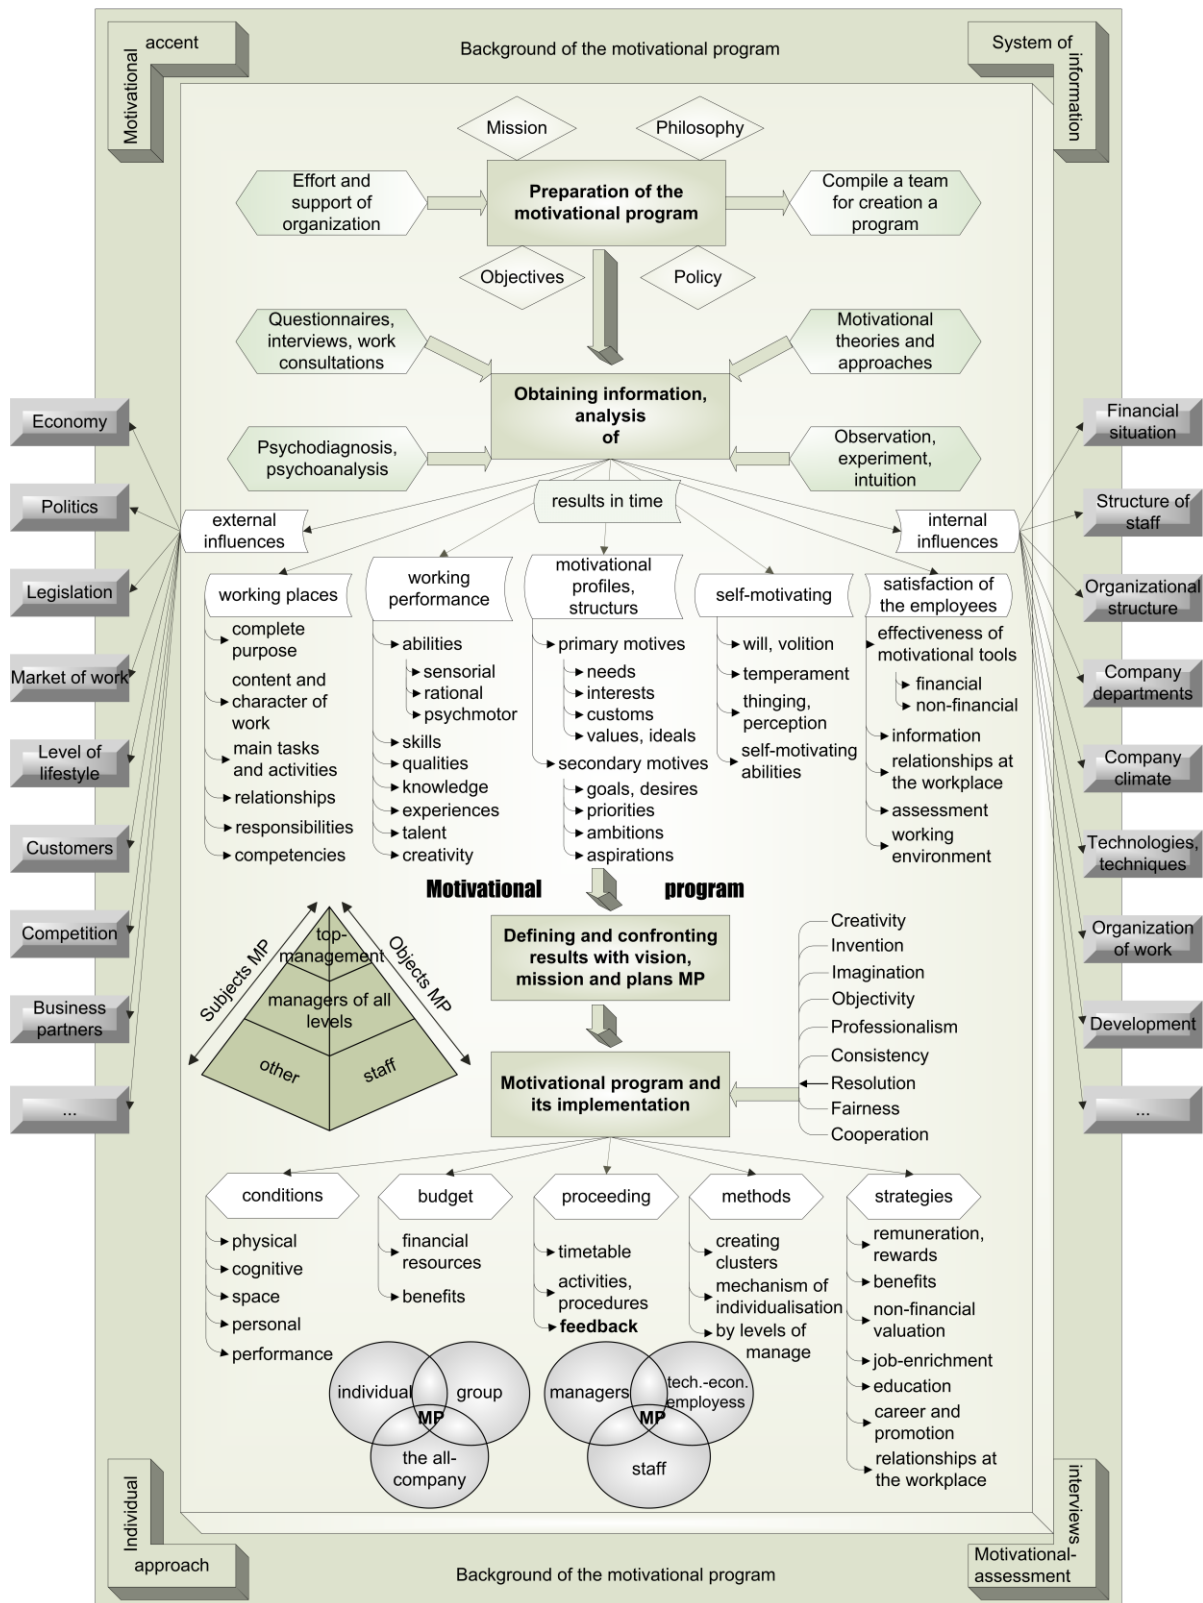 accent
Motivational
Background of the motivational program
System of
information
Mission
Philosophy
Effort and
support of
organization
Preparation of the
motivational program
Compile a team
for creation a
program
Objectives
Policy
Questionnaires,
interviews, work
consultations
Motivational
theories and
approaches
Obtaining information,
analysis
of
Psychodiagnosis,
psychoanalysis
Observation,
experiment,
intuition
results in time
external
influences
internal
influences
Economy
Politics
Legislation
Market of work
Level of
lifestyle
Customers
Competition
Business
partners
...
Financial
situation
Structure of
staff
Organizational
structure
Company
departments
Company
climate
Technologies,
techniques
Organization
of work
Development
...
working places
complete
purpose
content and
character of
work
main tasks
and activities
relationships
responsibilities
competencies
working
performance
abilities
sensorial
rational
psychmotor
skills
qualities
knowledge
experiences
talent
creativity
motivational
profiles,
structurs
primary motives
needs
interests
customs
values, ideals
secondary motives
goals, desires
priorities
ambitions
aspirations
self-motivating
will, volition
temperament
thinging,
perception
self-motivating
abilities
satisfaction of
the employees
effectiveness of
motivational tools
financial
non-financial
information
relationships at
the workplace
assessment
working
environment
Motivational program
Subjects MP
Objects MP
top-
management
managers of all
levels
other
staff
Defining and confronting
results with vision,
mission and plans MP
Motivational program and
its implementation
Creativity
Invention
Imagination
Objectivity
Professionalism
Consistency
Resolution
Fairness
Cooperation
conditions
physical
cognitive
space
personal
performance
budget
financial
resources
benefits
proceeding
timetable
activities,
procedures
feedback
methods
creating
clusters
mechanism of
individualisation
by levels of
manage
strategies
remuneration,
rewards
benefits
non-financial
valuation
job-enrichment
education
career and
promotion
relationships at
the workplace
individual
group
MP
the all-
company
managers
tech.-econ.
employess
MP
staff
Individual
approach
Background of the motivational program
interviews
Motivational-
assessment